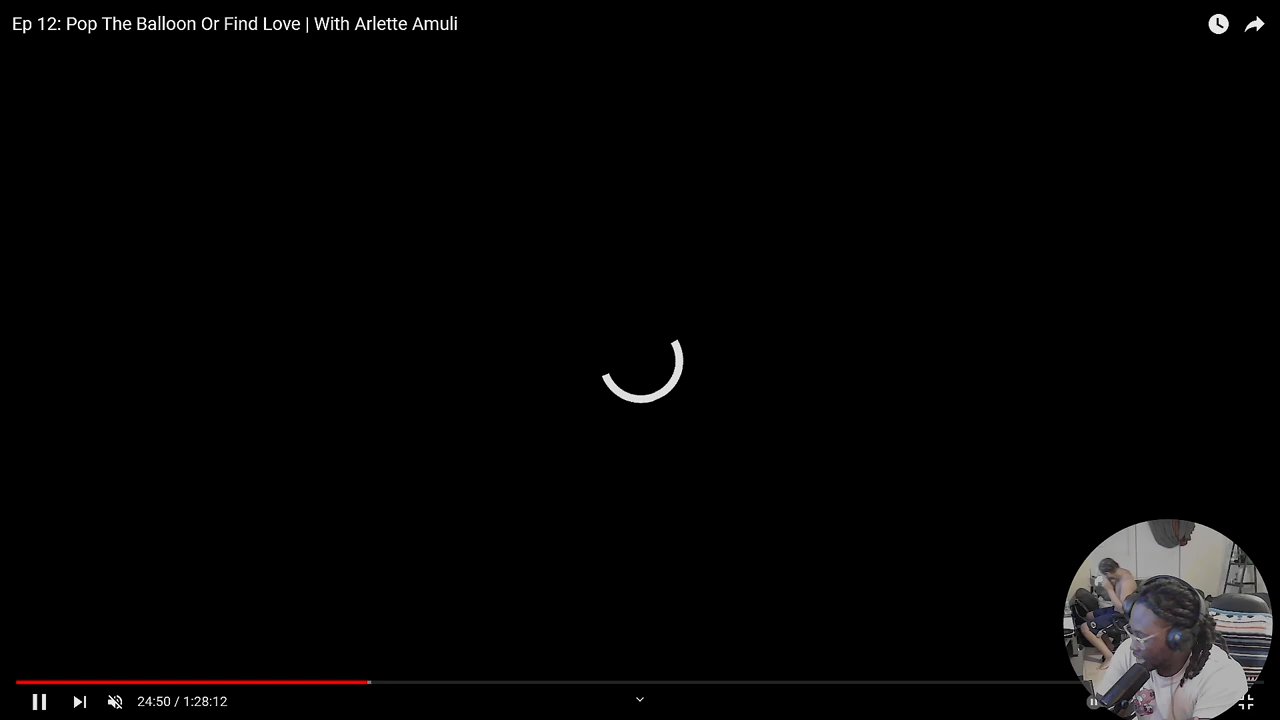 Ep 12: Pop The Balloon Or Find Love | With Arlette Amuli
24:50 / 1:28:12